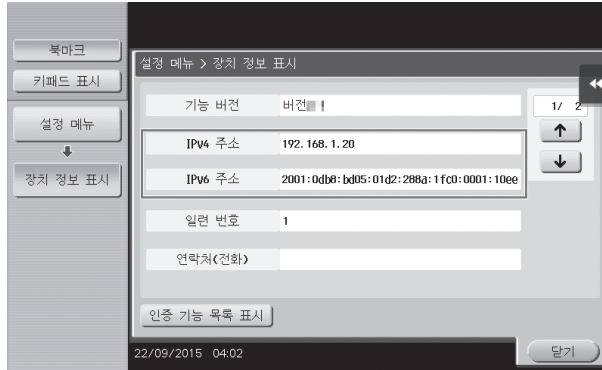 북마크
키패드 표시
설정 메뉴
장치 정보 표시
설정 메뉴 > 장치 정보 표시
기능 버전 버전
1/ 2
IPv4 주소 192.168.1.20
IPv6 주소 2001:0db8:bd05:01d2:288a:1fc0:0001:10ee
일련 번호 1
연락처(전화)
인증 기능 목록 표시
22/09/2015 04:02
닫기